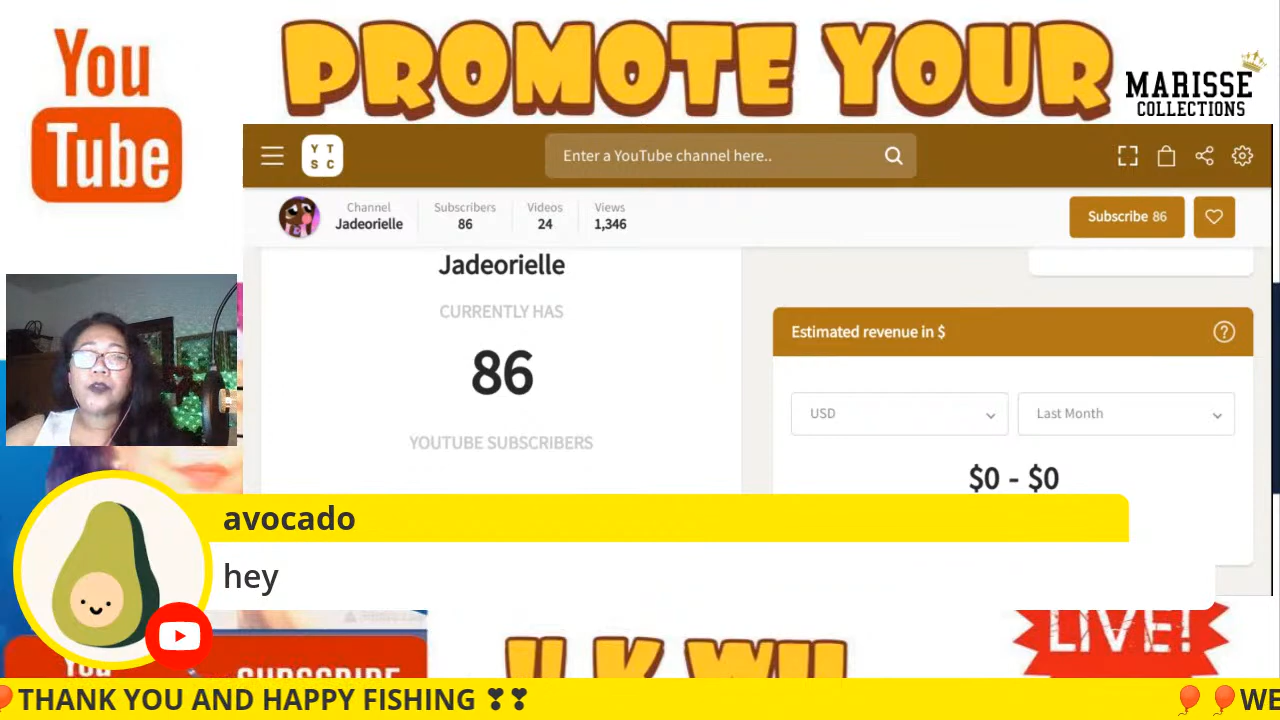 You
Tube
PROMOTE YOUR
MARISSE
COLLECTIONS
Y T
S C
Enter a YouTube channel here..
Channel
Jadeorielle
Subscribers
86
Videos
24
Views
1,346
Subscribe 86
Jadeorielle
CURRENTLY HAS
86
YOUTUBE SUBSCRIBERS
Estimated revenue in $
USD
Last Month
$0 - $0
avocado
hey
LIVE!
You
SUBSCRIBE
🎈THANK YOU AND HAPPY FISHING ❣❣
🎈🎈WE